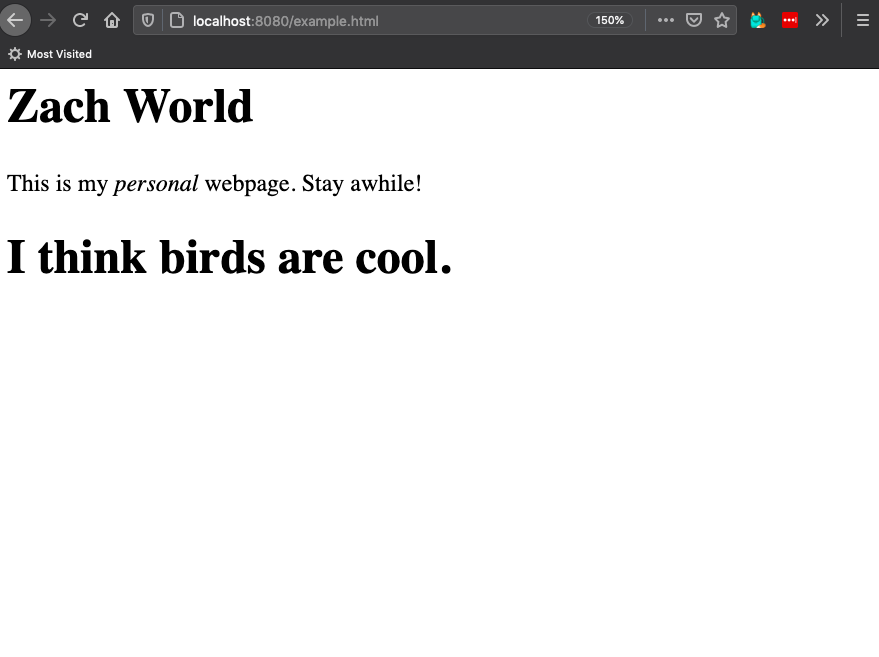 localhost:8080/example.html
150%
Most Visited
Zach World
This is my personal webpage. Stay awhile!
I think birds are cool.